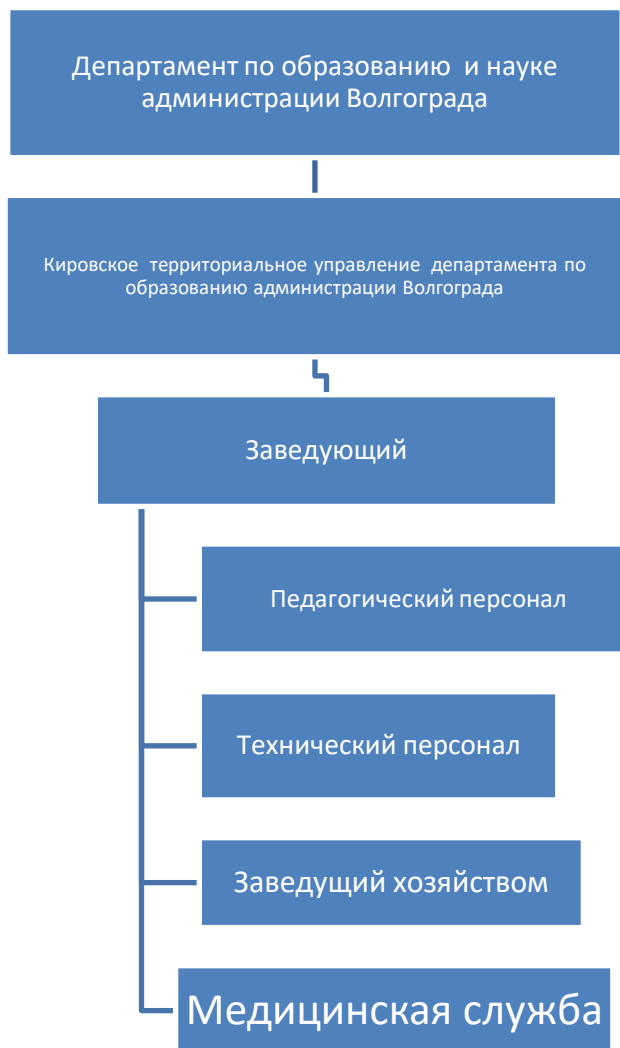 Департамент по образованию и науке
администрации Волгограда
Кировское территориальное управление департамента по
образованию администрации Волгограда
Заведующий
Педагогический персонал
Технический персонал
Заведущий хозяйством
Медицинская служба